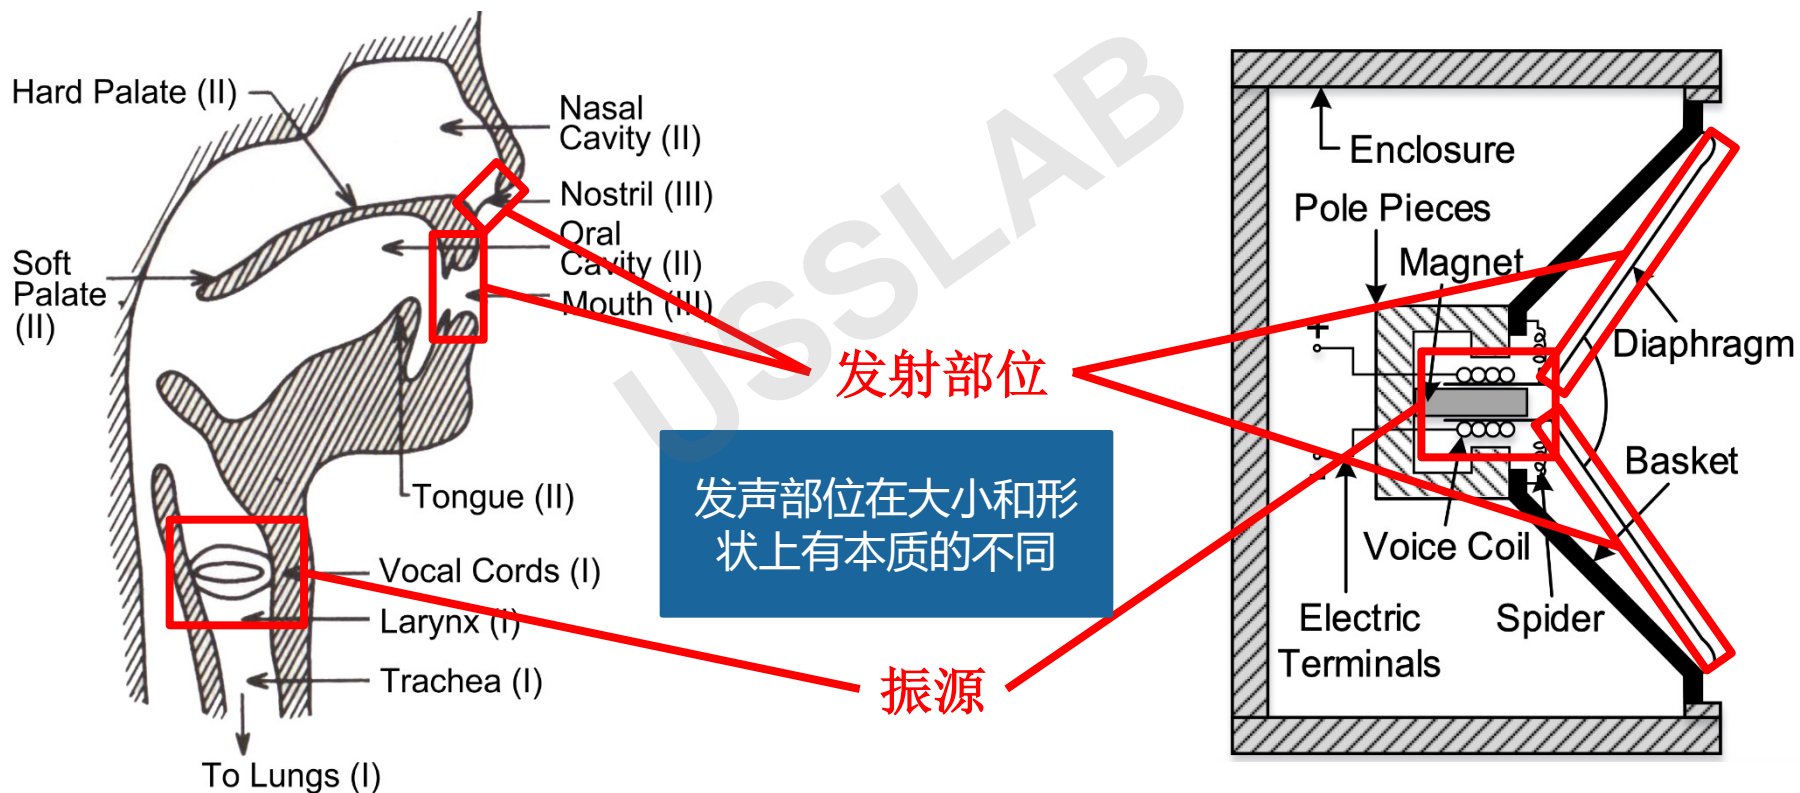 Hard Palate (II)
Nasal
Cavity (II)
Nostril (III)
Oral
Cavity (II)
Mouth (III)
Soft
Palate
(II)
Tongue (II)
Vocal Cords (I)
Larynx (I)
Trachea (I)
To Lungs (I)
USSLAB
发射部位
发声部位在大小和形
状上有本质的不同
振源
Enclosure
Pole Pieces
Magnet
+
-
Diaphragm
Basket
Voice Coil
Electric
Terminals
Spider